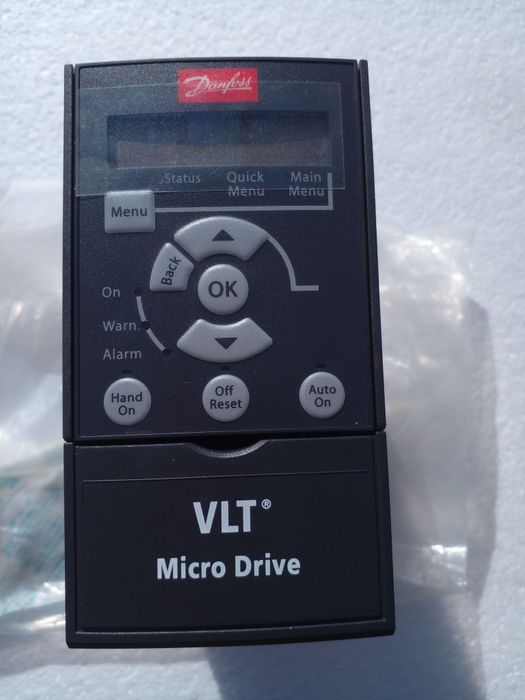 Danfoss
Status Quick Menu Main Menu
Menu
Back
OK
On
Warn.
Alarm
Hand On
Off Reset
Auto On
VLT®
Micro Drive